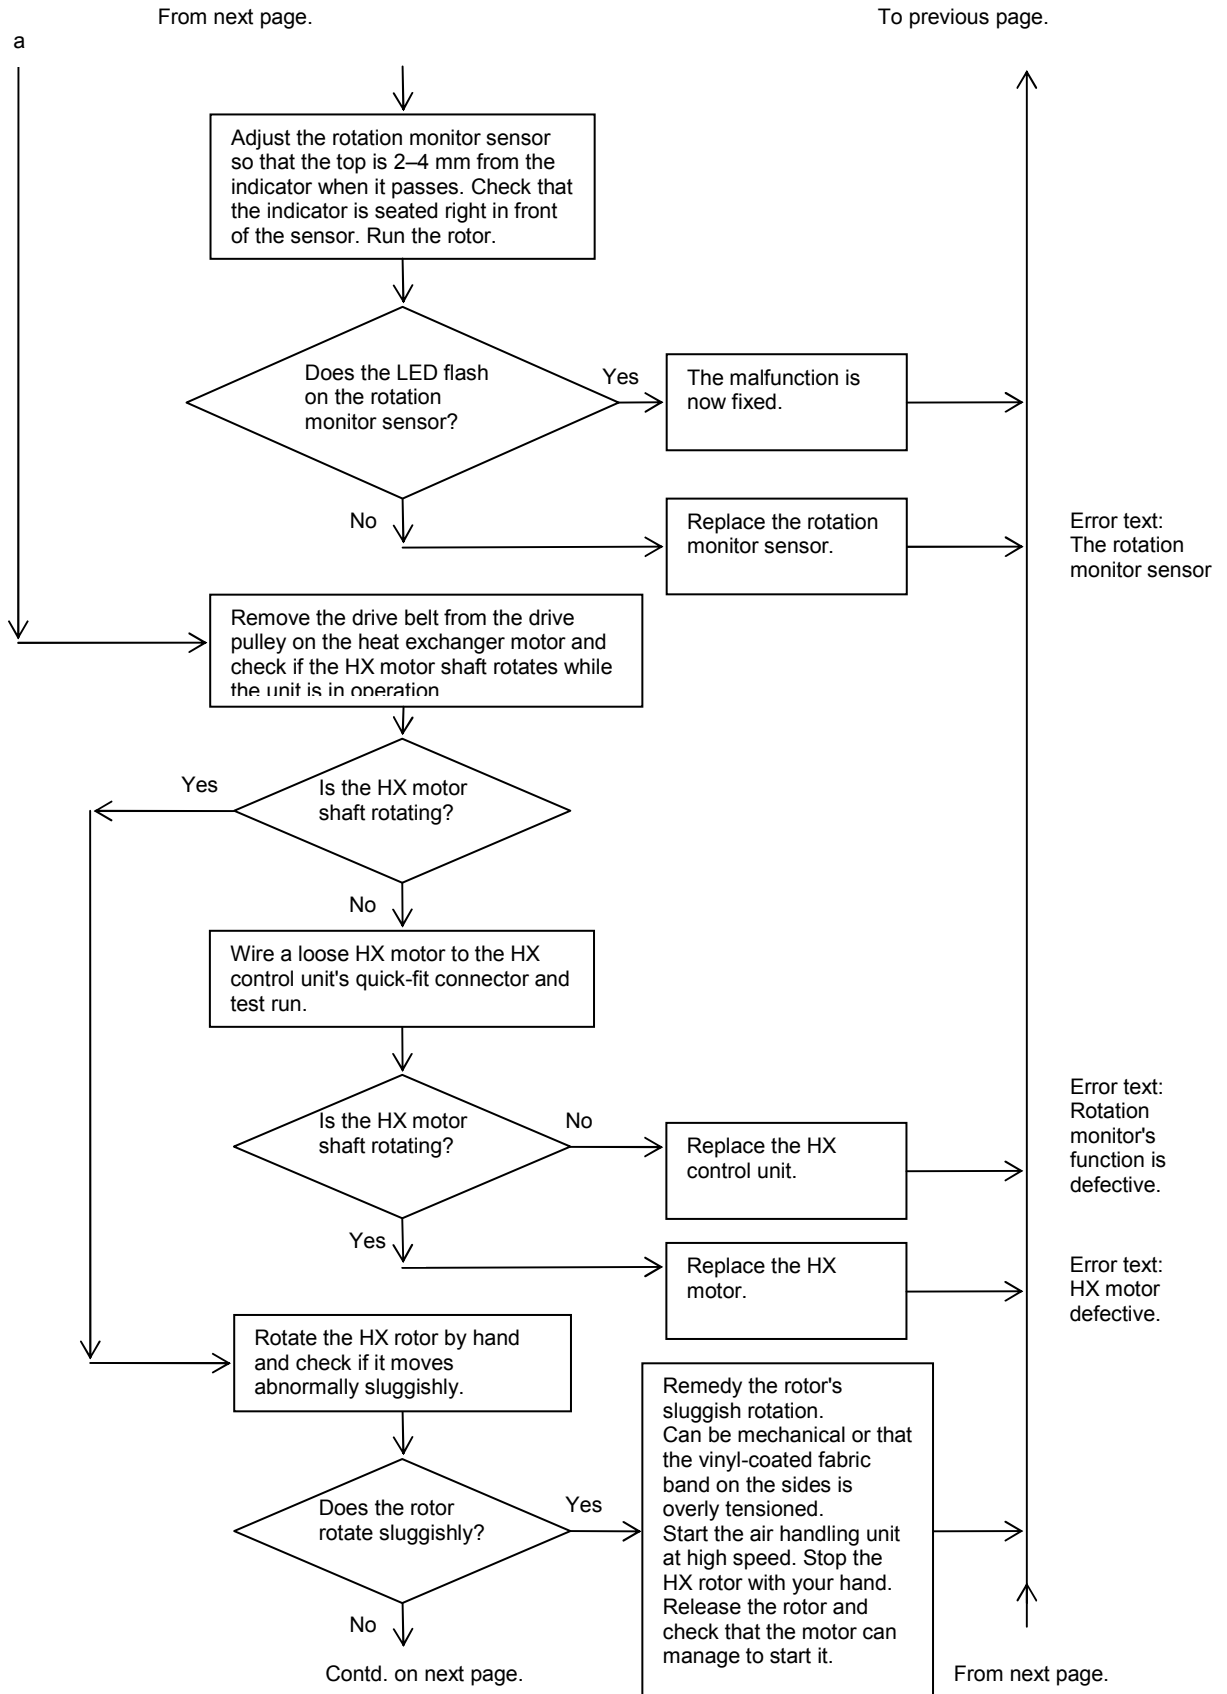 From next page.
To previous page.
a
Adjust the rotation monitor sensor
so that the top is 2–4 mm from the
indicator when it passes. Check that
the indicator is seated right in front
of the sensor. Run the rotor.
Does the LED flash
on the rotation
monitor sensor?
Yes
The malfunction is
now fixed.
No
Replace the rotation
monitor sensor.
Error text:
The rotation
monitor sensor
Remove the drive belt from the drive
pulley on the heat exchanger motor and
check if the HX motor shaft rotates while
the unit is in operation
Yes
Is the HX motor
shaft rotating?
No
Wire a loose HX motor to the HX
control unit's quick-fit connector and
test run.
Is the HX motor
shaft rotating?
No
Replace the HX
control unit.
Error text:
Rotation
monitor's
function is
defective.
Yes
Replace the HX
motor.
Error text:
HX motor
defective.
Rotate the HX rotor by hand
and check if it moves
abnormally sluggishly.
Does the rotor
rotate sluggishly?
Yes
Remedy the rotor's
sluggish rotation.
Can be mechanical or that
the vinyl-coated fabric
band on the sides is
overly tensioned.
Start the air handling unit
at high speed. Stop the
HX rotor with your hand.
Release the rotor and
check that the motor can
manage to start it.
No
Contd. on next page.
From next page.